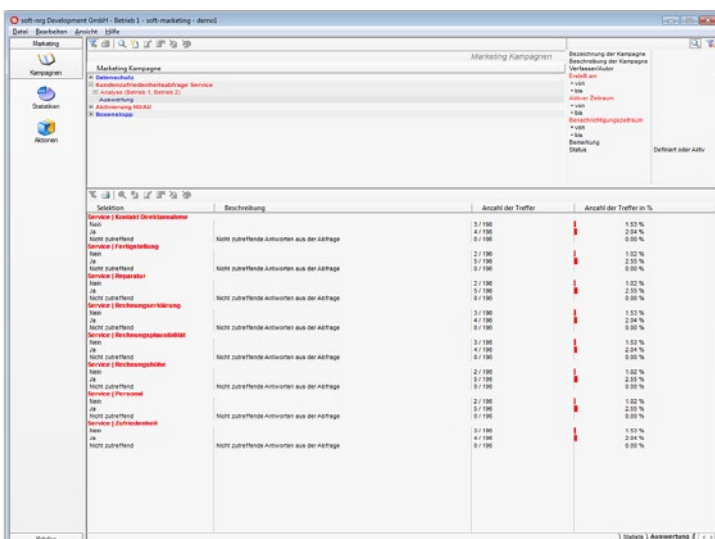 soft-nrg Development GmbH - Betrieb 1 - soft-marketing - demo1
Datei Bearbeiten Ansicht Hilfe
Marketing
Kampagnen
Statistiken
Aktionen
Marketing Kampagnen
Marketing Kampagne
Datenschutz
Kundenzufriedenheitsabfrage Service
Analyse (Betrieb 1, Betrieb 2)
Auswertung
Aktivierung HU/AU
Bezeichnung der Kampagne
Beschreibung der Kampagne
Verfasser/Autor
Erstellt am
• von
• bis
Aktiver Zeitraum
• von
• bis
Benachrichtigungszeitraum
• von
• bis
Bemerkung
Status Definiert oder Aktiv
Selektion Beschreibung Anzahl der Treffer Anzahl der Treffer in %
Service | Kontakt Direktannahme
Nein 3 / 196 1.53 %
Ja 4 / 196 2.04 %
Nicht zutreffend Nicht zutreffende Antworten aus der Abfrage 0 / 196 0.00 %
Service | Fertigstellung
Nein 2 / 196 1.02 %
Ja 5 / 196 2.55 %
Nicht zutreffend Nicht zutreffende Antworten aus der Abfrage 0 / 196 0.00 %
Service | Reparatur
Nein 2 / 196 1.02 %
Ja 5 / 196 2.55 %
Nicht zutreffend Nicht zutreffende Antworten aus der Abfrage 0 / 196 0.00 %
Service | Rechnungserklärung
Nein 3 / 196 1.53 %
Ja 4 / 196 2.04 %
Nicht zutreffend Nicht zutreffende Antworten aus der Abfrage 0 / 196 0.00 %
Service | Rechnungsplausibilität
Nein 3 / 196 1.53 %
Ja 4 / 196 2.04 %
Nicht zutreffend Nicht zutreffende Antworten aus der Abfrage 0 / 196 0.00 %
Service | Rechnungshöhe
Nein 2 / 196 1.02 %
Ja 5 / 196 2.55 %
Nicht zutreffend Nicht zutreffende Antworten aus der Abfrage 0 / 196 0.00 %
Service | Personal
Nein 2 / 196 1.02 %
Ja 5 / 196 2.55 %
Nicht zutreffend Nicht zutreffende Antworten aus der Abfrage 0 / 196 0.00 %
Service | Zufriedenheit
Nein 3 / 196 1.53 %
Ja 4 / 196 2.04 %
Nicht zutreffend Nicht zutreffende Antworten aus der Abfrage 0 / 196 0.00 %
Statistik Auswertung